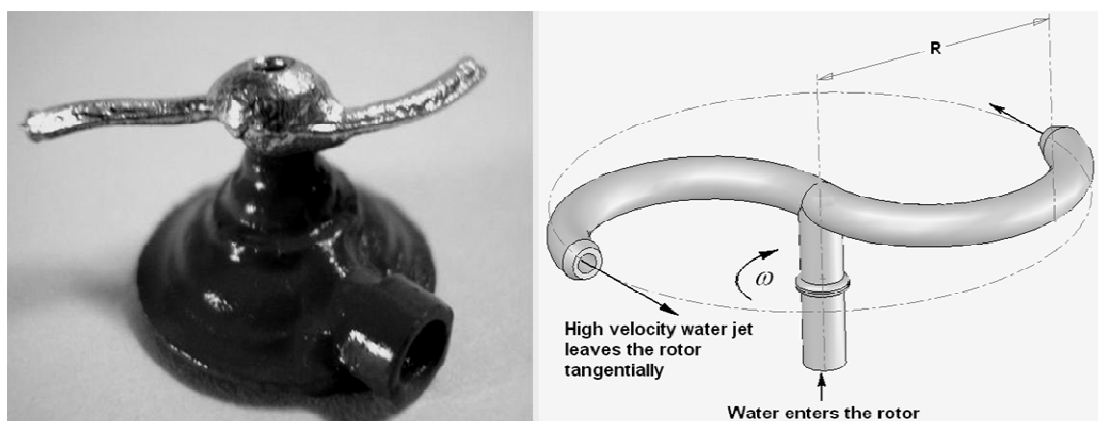 R
ω
High velocity water jet
leaves the rotor
tangentially
Water enters the rotor